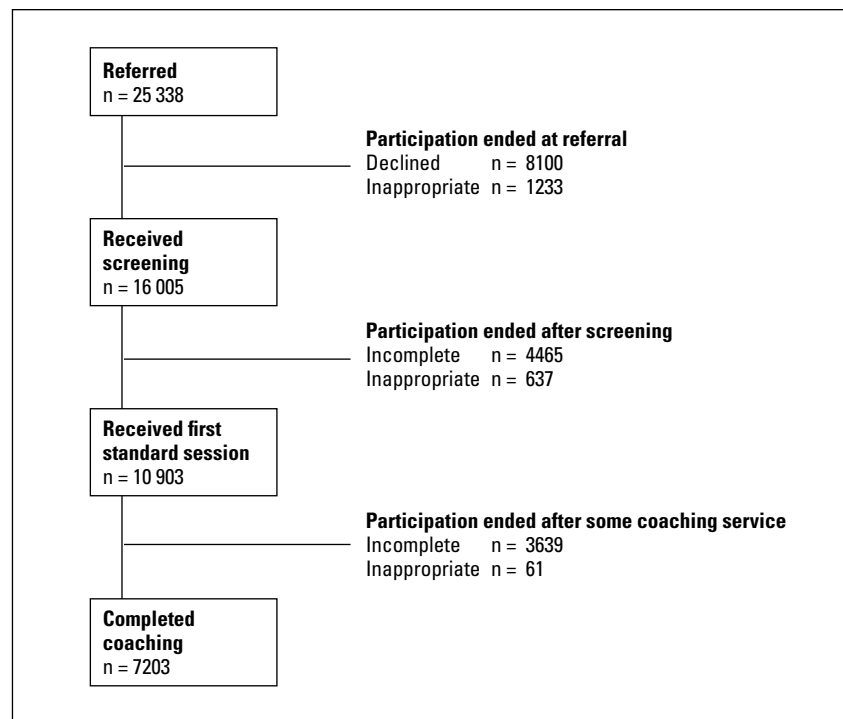 Referred
n = 25 338
Participation ended at referral
Declined n = 8100
Inappropriate n = 1233
Received
screening
n = 16 005
Participation ended after screening
Incomplete n = 4465
Inappropriate n = 637
Received first
standard session
n = 10 903
Participation ended after some coaching service
Incomplete n = 3639
Inappropriate n = 61
Completed
coaching
n = 7203